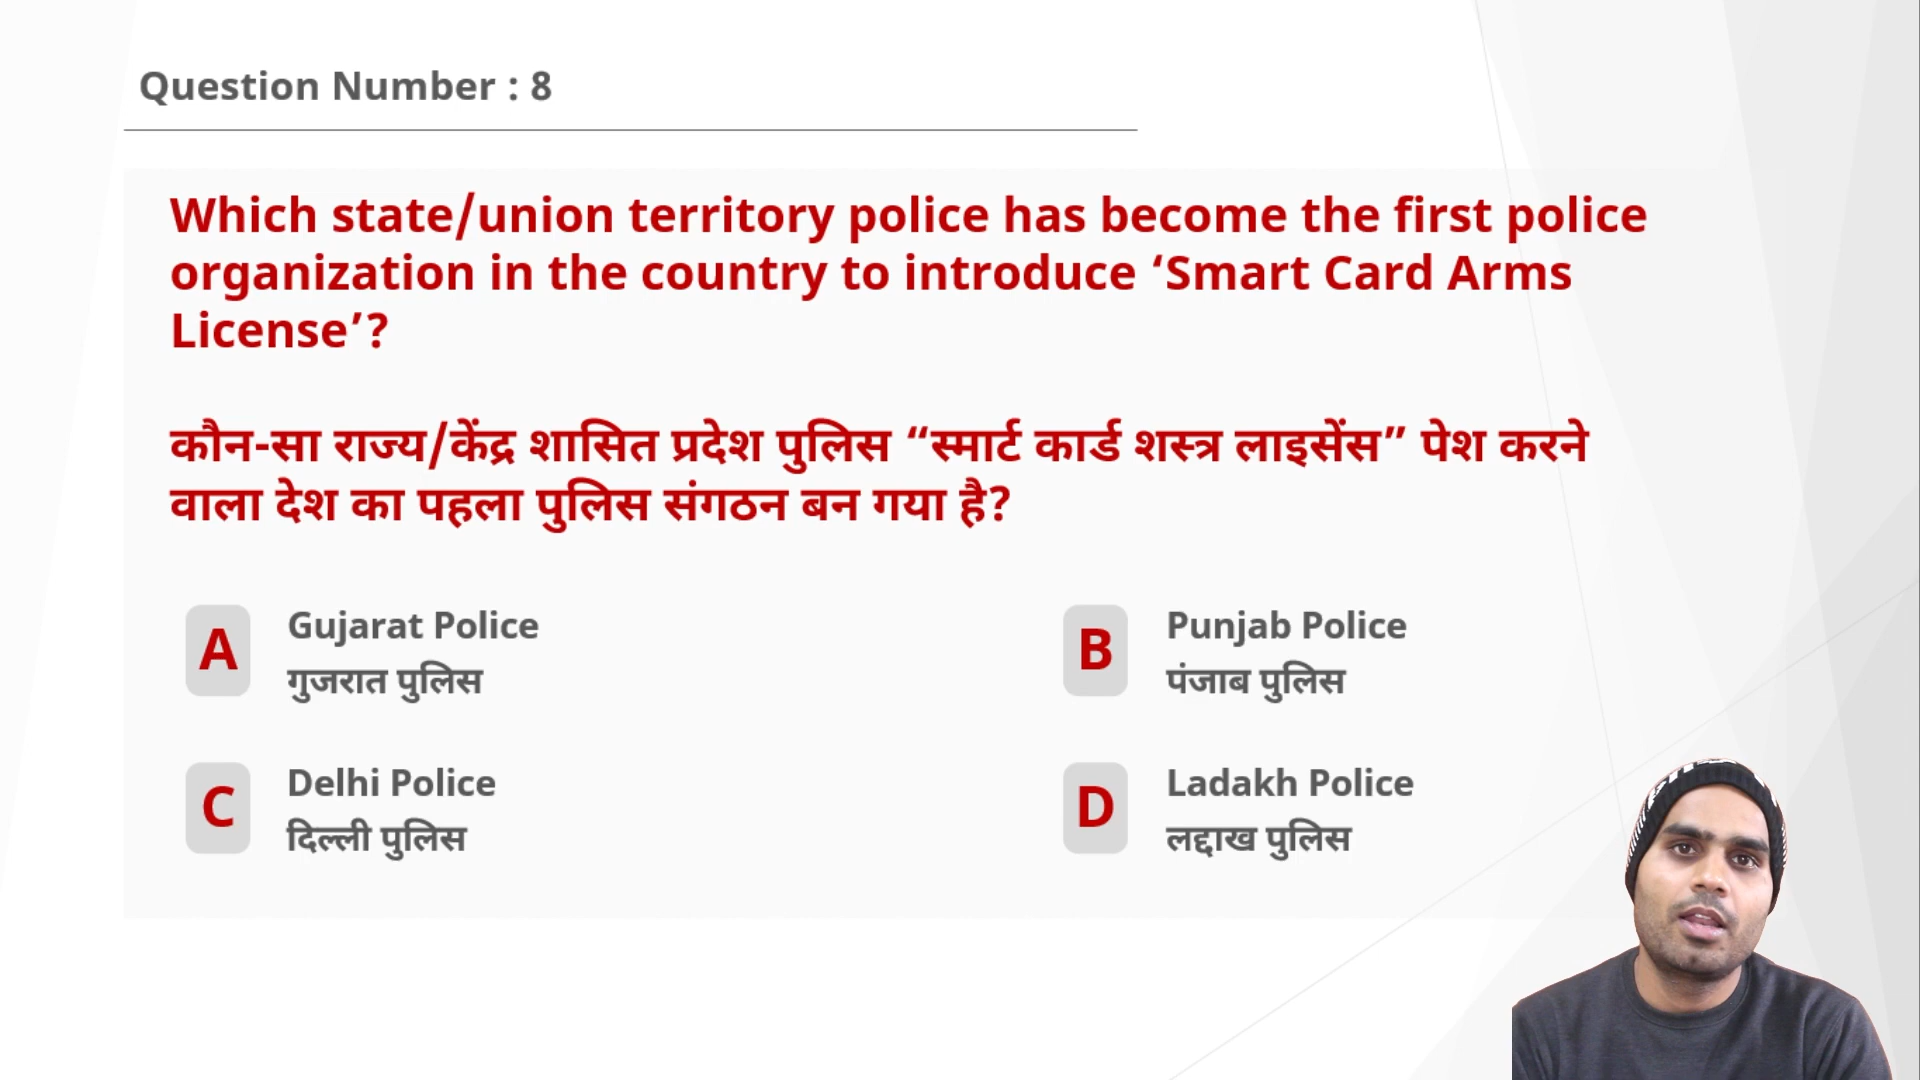 Question Number : 8
Which state/union territory police has become the first police
organization in the country to introduce ‘Smart Card Arms
License’?
कौन-सा राज्य/केंद्र शासित प्रदेश पुलिस “स्मार्ट कार्ड शस्त्र लाइसेंस” पेश करने
वाला देश का पहला पुलिस संगठन बन गया है?
A Gujarat Police
गुजरात पुलिस
B Punjab Police
पंजाब पुलिस
C Delhi Police
दिल्ली पुलिस
D Ladakh Police
लद्दाख पुलिस